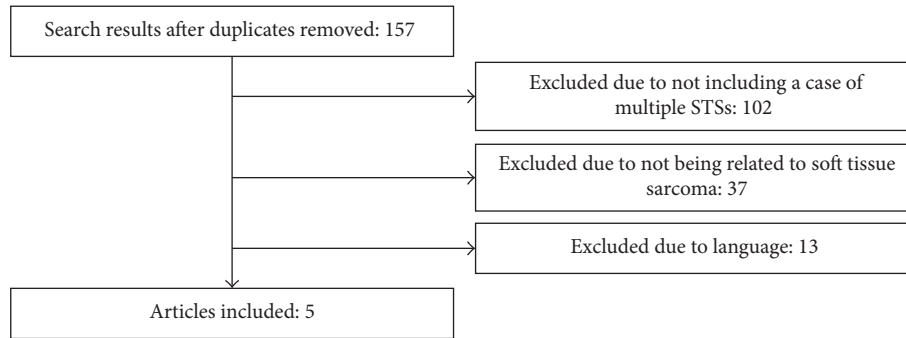 Search results after duplicates removed: 157
Excluded due to not including a case of
multiple STSs: 102
Excluded due to not being related to soft tissue
sarcoma: 37
Excluded due to language: 13
Articles included: 5